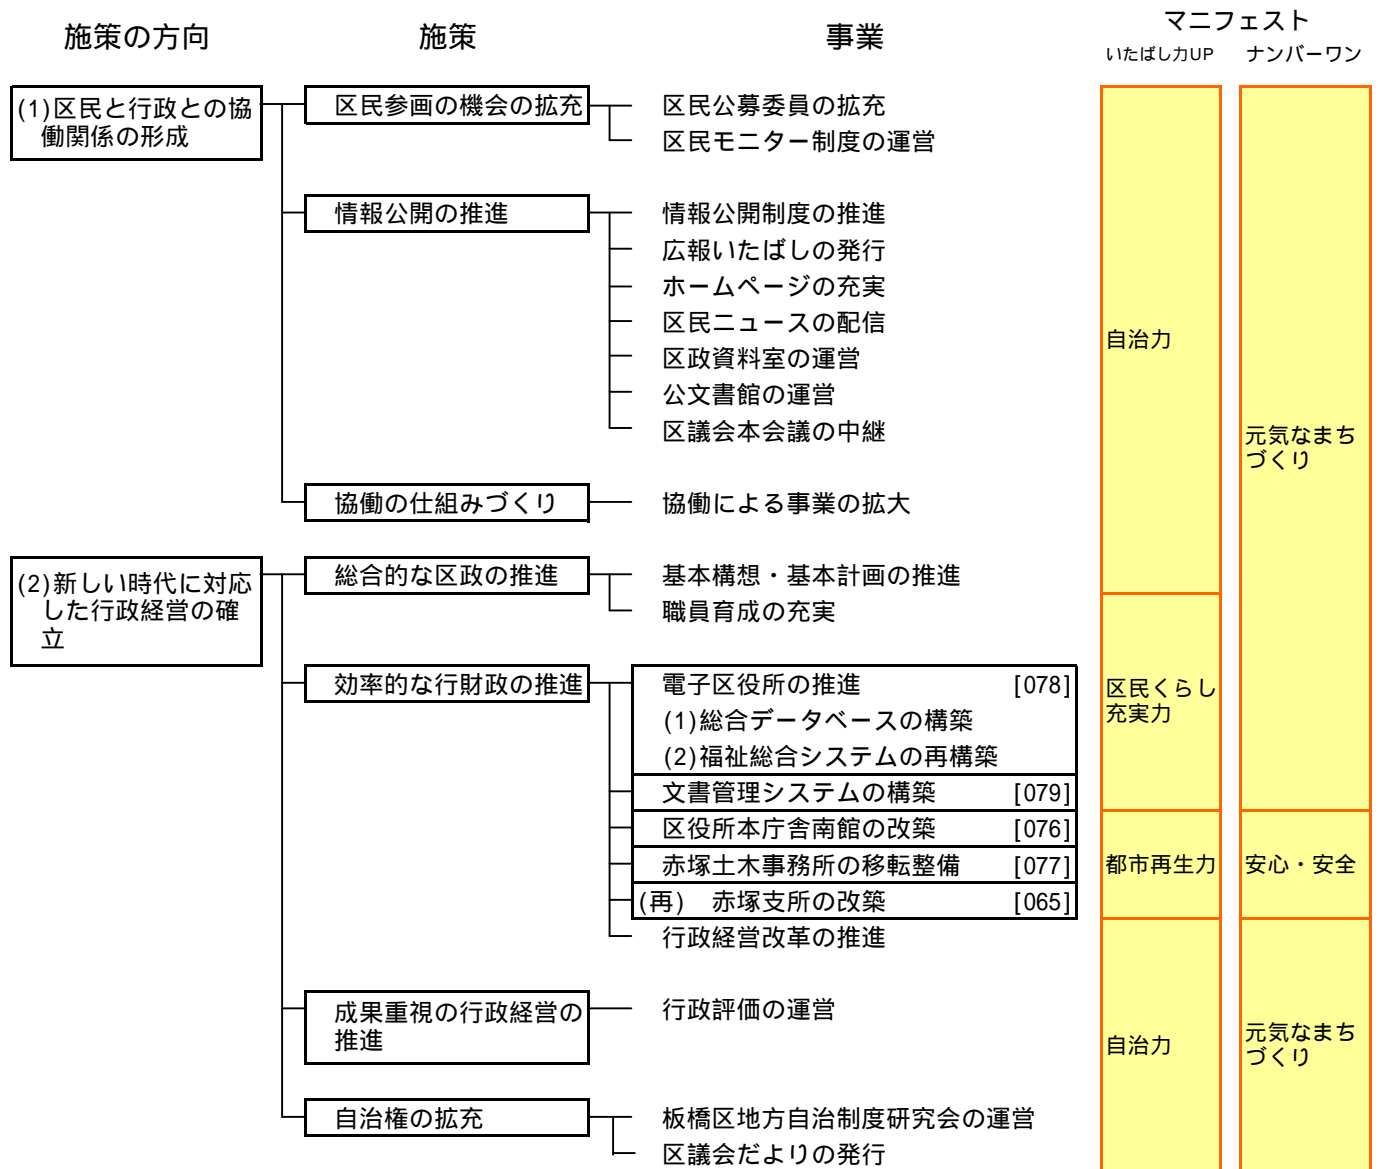 施策の方向
施策
事業
マニフェスト
いたばし力UP
ナンバーワン
(1)区民と行政との協
働関係の形成
区民参画の機会の拡充
区民公募委員の拡充
区民モニター制度の運営
情報公開の推進
情報公開制度の推進
広報いたばしの発行
ホームページの充実
区民ニュースの配信
区政資料室の運営
公文書館の運営
区議会本会議の中継
協働の仕組みづくり
協働による事業の拡大
(2)新しい時代に対応
した行政経営の確
立
総合的な区政の推進
基本構想・基本計画の推進
職員育成の充実
効率的な行財政の推進
電子区役所の推進 [078]
(1)総合データベースの構築
(2)福祉総合システムの再構築
文書管理システムの構築 [079]
区役所本庁舎南館の改築 [076]
赤塚土木事務所の移転整備 [077]
(再) 赤塚支所の改築 [065]
行政経営改革の推進
成果重視の行政経営の
推進
行政評価の運営
自治権の拡充
板橋区地方自治制度研究会の運営
区議会だよりの発行
自治力
区民くらし
充実力
都市再生力
自治力
元気なまち
づくり
安心・安全
元気なまち
づくり